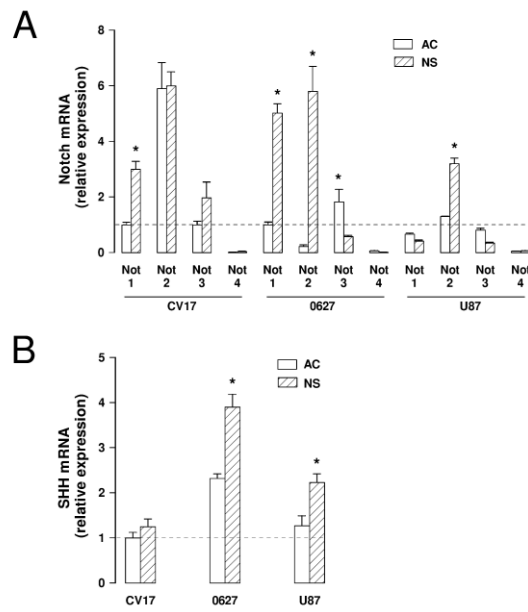 A
Notch mRNA
(relative expression)
8
6
4
2
0
AC
NS
* * * * *
Not Not Not Not Not Not Not Not Not Not Not Not
1 2 3 4 1 2 3 4 1 2 3 4
CV17 0627 U87
B
SHH mRNA
(relative expression)
5
4
3
2
1
0
AC
NS
* *
CV17 0627 U87